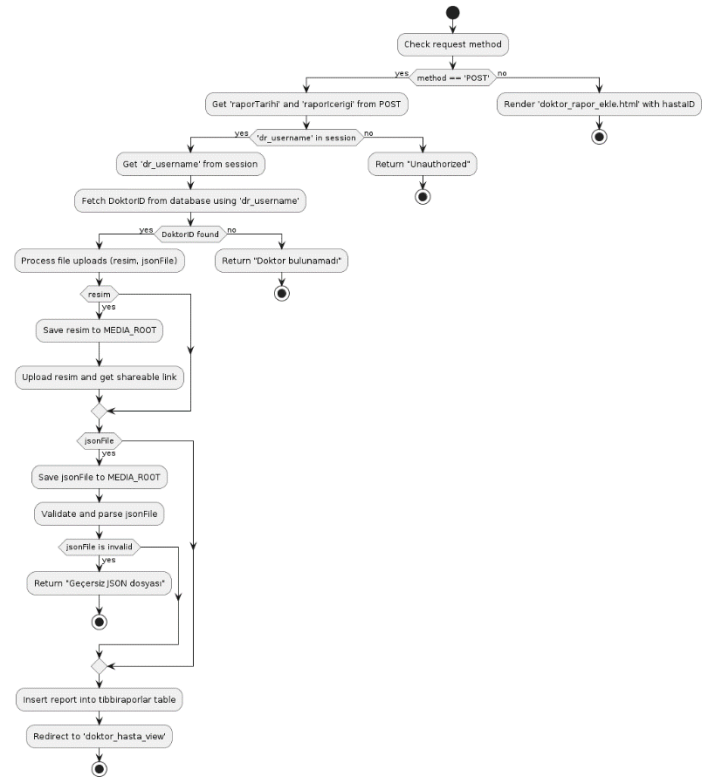 Check request method
yes
method == 'POST'
no
Get 'raporTarihi' and 'raporIcerigi' from POST
Render 'doktor_rapor_ekle.html' with hastaID
yes
'dr_username' in session
no
Get 'dr_username' from session
Return "Unauthorized"
Fetch DoktorID from database using 'dr_username'
yes
DoktorID found
no
Process file uploads (resim, jsonFile)
Return "Doktor bulunamadı"
resim
yes
Save resim to MEDIA_ROOT
Upload resim and get shareable link
jsonFile
yes
Save jsonFile to MEDIA_ROOT
Validate and parse jsonFile
jsonFile is invalid
yes
Return "Geçersiz JSON dosyası"
Insert report into tibbiraporlar table
Redirect to 'doktor_hasta_view'